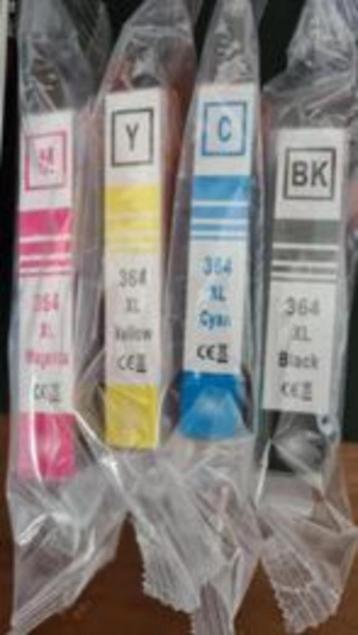 M
364
XL
Magenta
CE
Y
364
XL
Yellow
CE
C
364
XL
Cyan
CE
BK
364
XL
Black
CE